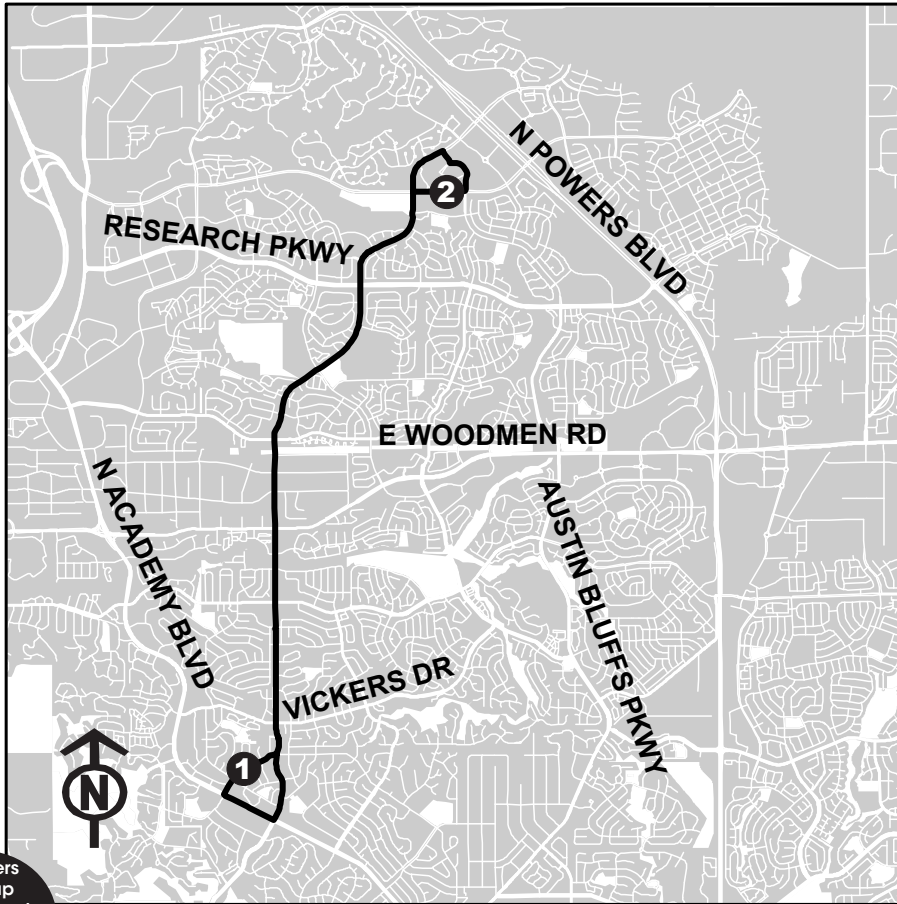 N POWERS BLVD
2
RESEARCH PKWY
E WOODMEN RD
N ACADEMY BLVD
AUSTIN BLUFFS PKWY
VICKERS DR
1
N